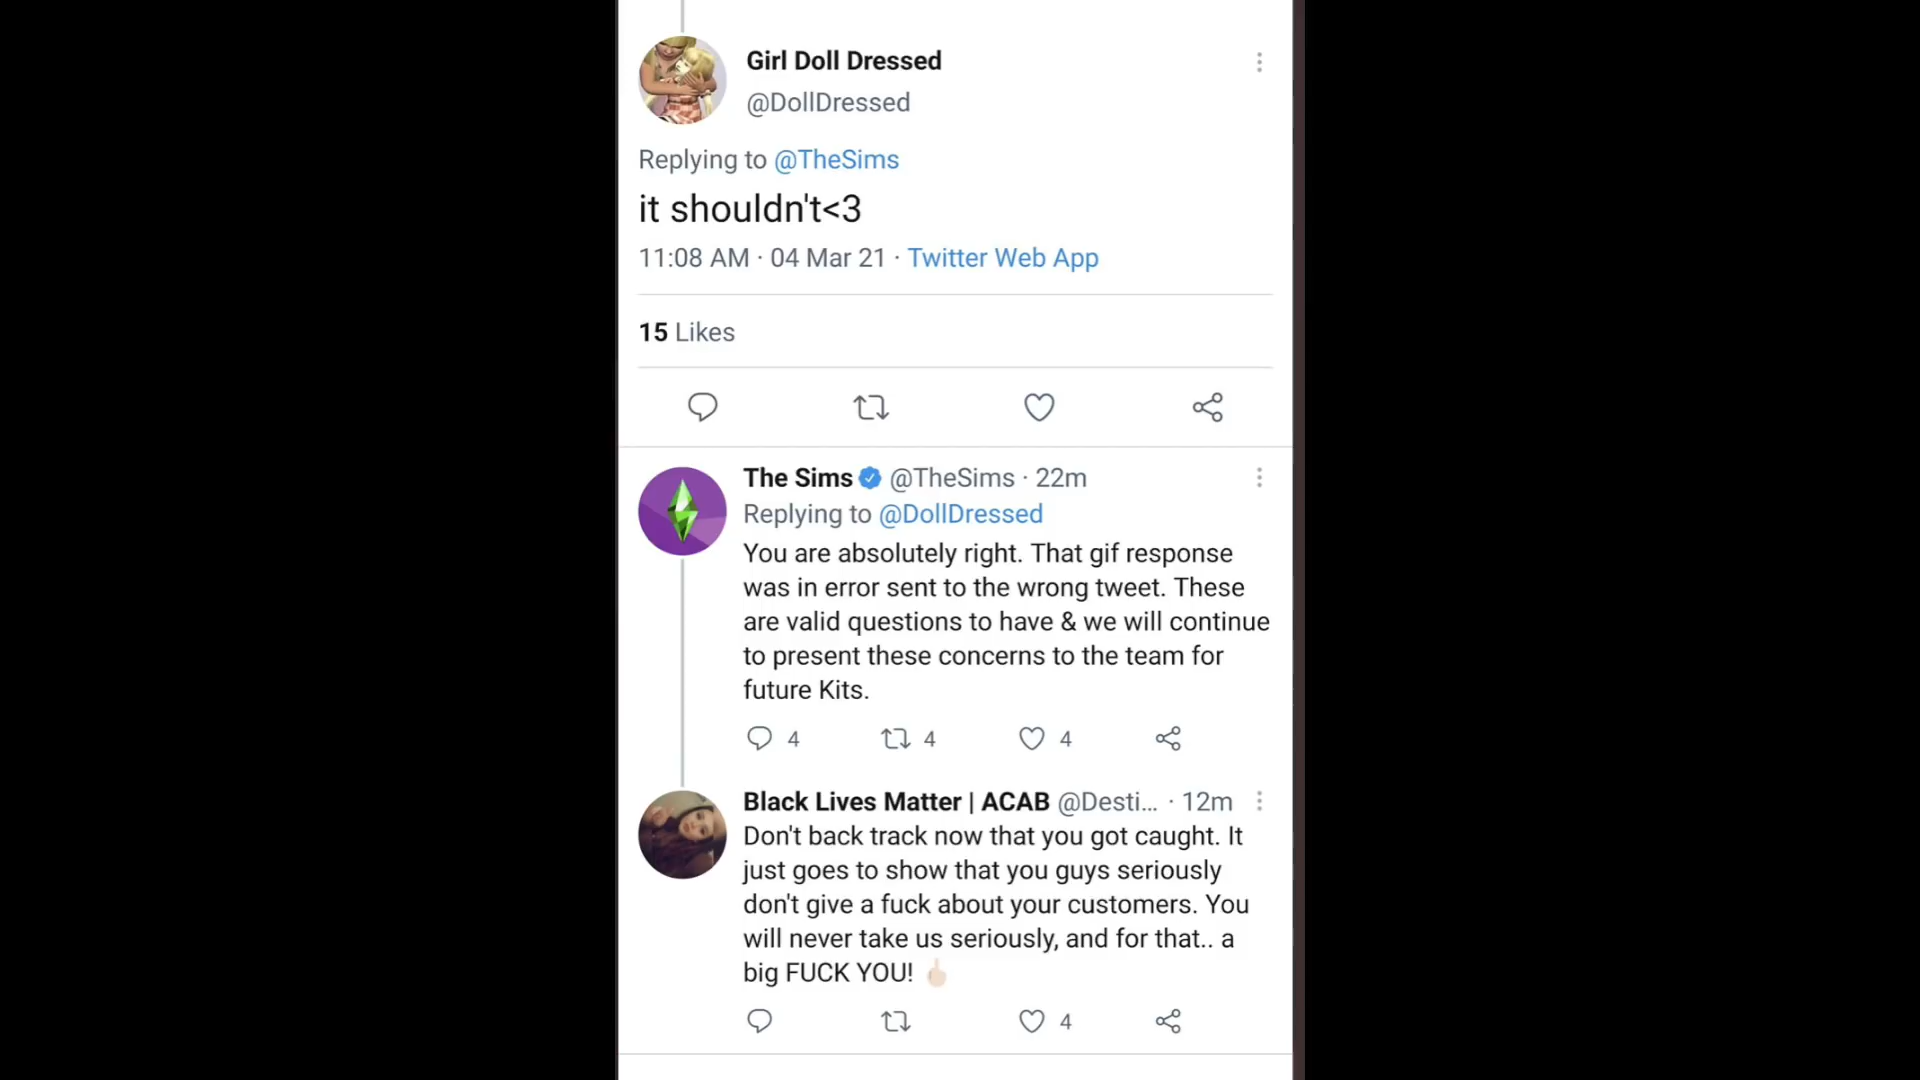 Girl Doll Dressed
@DollDressed
Replying to @TheSims
it shouldn't<3
11:08 AM · 04 Mar 21 · Twitter Web App
15 Likes
The Sims @TheSims · 22m
Replying to @DollDressed
You are absolutely right. That gif response
was in error sent to the wrong tweet. These
are valid questions to have & we will continue
to present these concerns to the team for
future Kits.
4 4 4
Black Lives Matter | ACAB @Desti... · 12m
Don't back track now that you got caught. It
just goes to show that you guys seriously
don't give a fuck about your customers. You
will never take us seriously, and for that.. a
big FUCK YOU! 🖕🏻
4